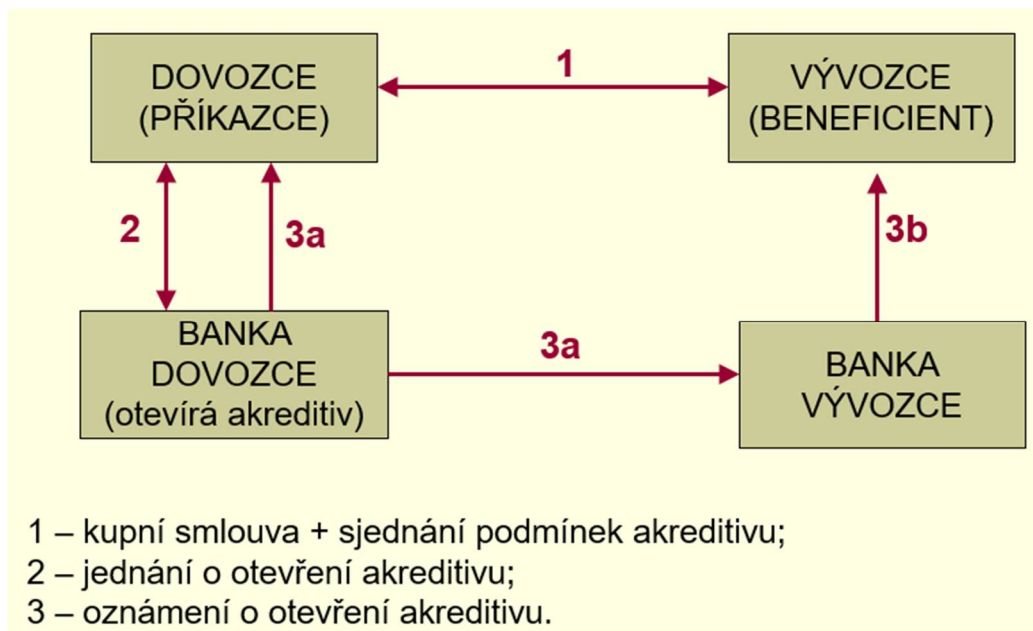 DOVOZCE
(PŘÍKAZCE)
1
VÝVOZCE
(BENEFICIENT)
2
3a
3b
BANKA
DOVOZCE
(otevírá akreditiv)
3a
BANKA
VÝVOZCE
1 – kupní smlouva + sjednání podmínek akreditivu;
2 – jednání o otevření akreditivu;
3 – oznámení o otevření akreditivu.